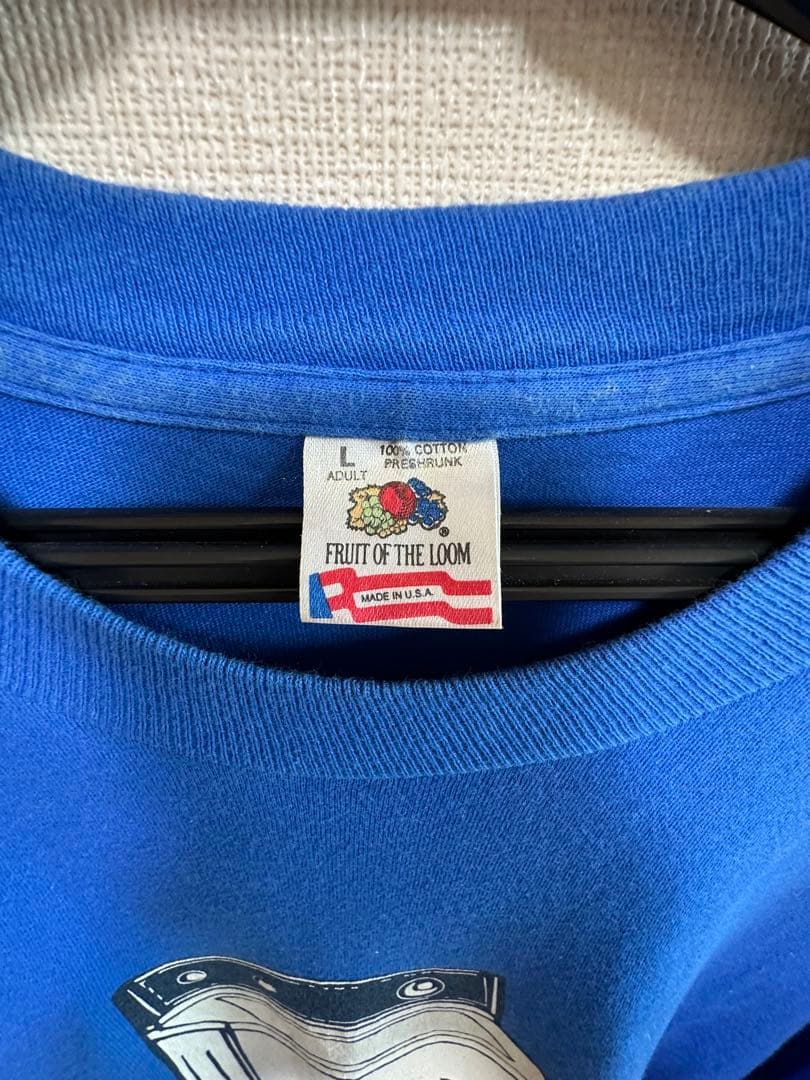 L 100% COTTON
ADULT PRESHRUNK
®
FRUIT OF THE LOOM
MADE IN U.S.A.